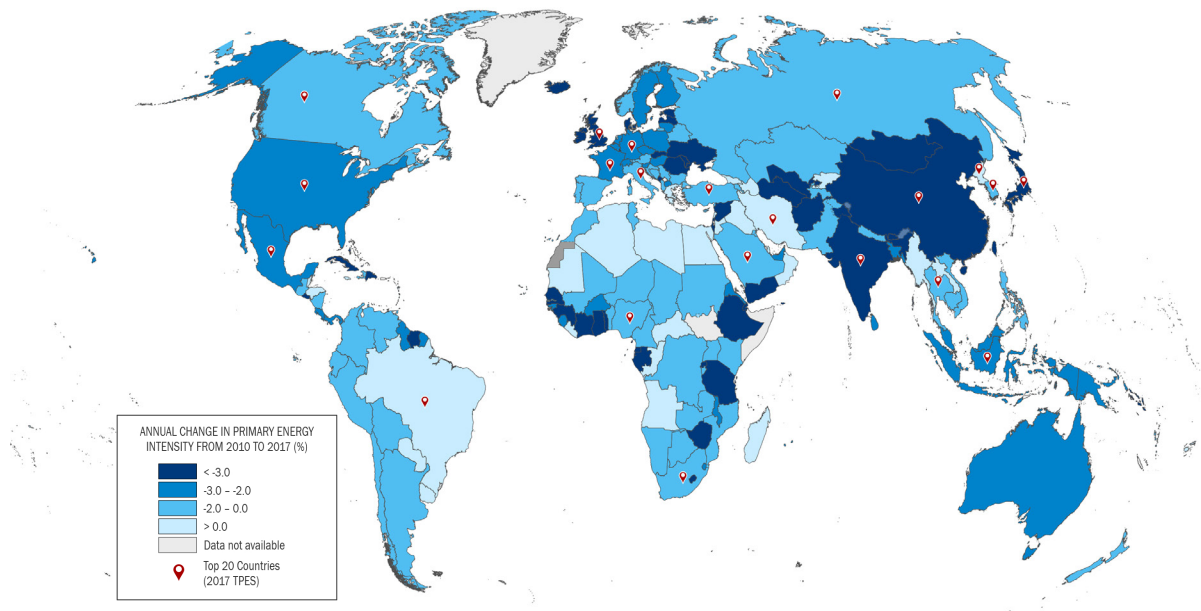 ANNUAL CHANGE IN PRIMARY ENERGY
INTENSITY FROM 2010 TO 2017 (%)
< -3.0
-3.0 – -2.0
-2.0 – 0.0
> 0.0
Data not available
Top 20 Countries
(2017 TPES)